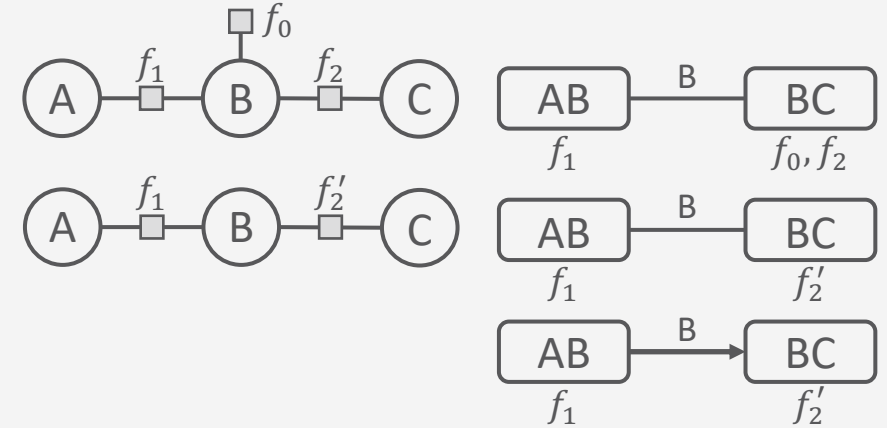 f₀
f₁ f₂
A B C
B
AB BC
f₁ f₀, f₂
f₁ f₂′
A B C
B
AB BC
f₁ f₂′
B
AB BC
f₁ f₂′